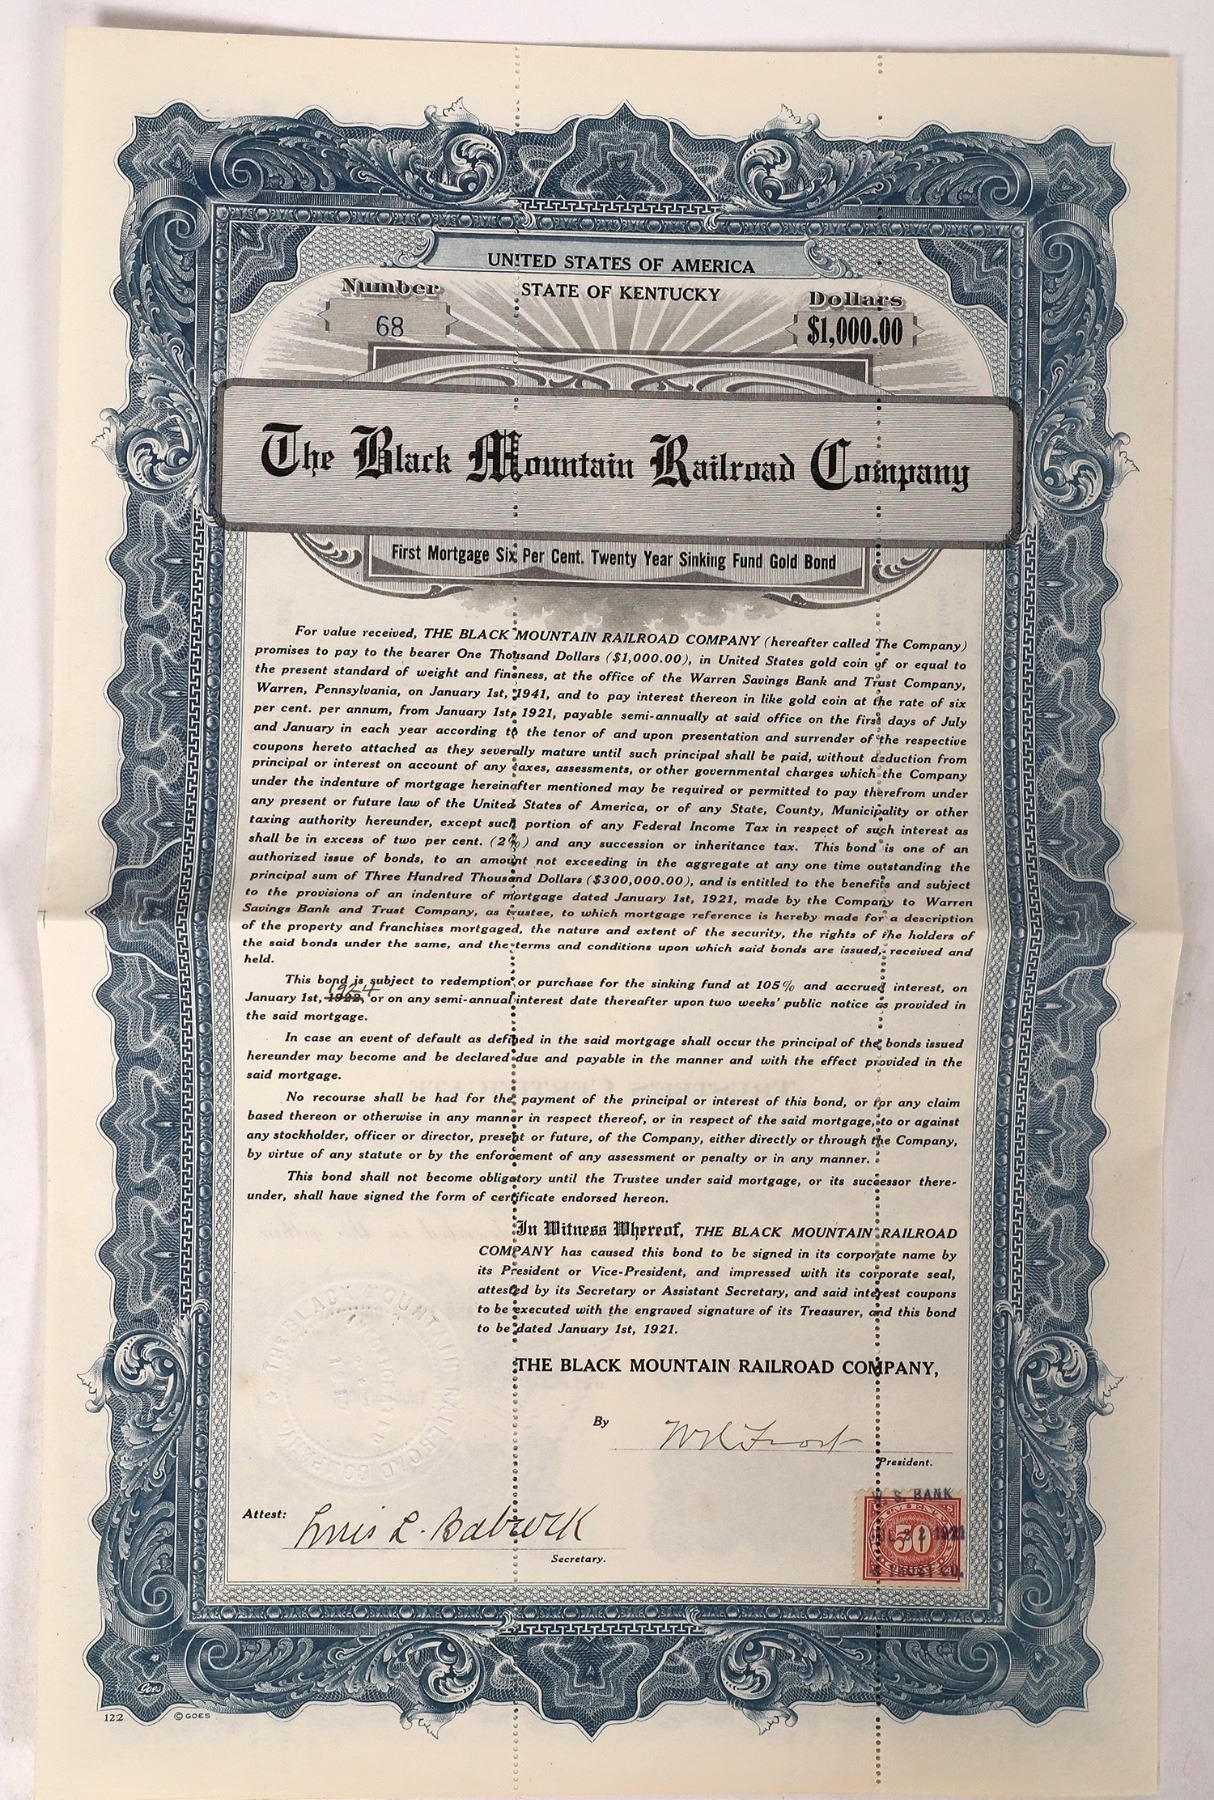 UNITED STATES OF AMERICA
STATE OF KENTUCKY
Number
68
Dollars
$1,000.00
The Black Mountain Railroad Company
First Mortgage Six Per Cent. Twenty Year Sinking Fund Gold Bond
For value received, THE BLACK MOUNTAIN RAILROAD COMPANY (hereafter called The Company)
promises to pay to the bearer One Thousand Dollars ($1,000.00), in United States gold coin of or equal to
the present standard of weight and fineness, at the office of the Warren Savings Bank and Trust Company,
Warren, Pennsylvania, on January 1st, 1941, and to pay interest thereon in like gold coin at the rate of six
per cent. per annum, from January 1st, 1921, payable semi-annually at said office on the first days of July
and January in each year according to the tenor of and upon presentation and surrender of the respective
coupons hereto attached as they severally mature until such principal shall be paid, without deduction from
principal or interest on account of any taxes, assessments, or other governmental charges which the Company
under the indenture of mortgage hereinafter mentioned may be required or permitted to pay therefrom under
any present or future law of the United States of America, or of any State, County, Municipality or other
taxing authority hereunder, except such portion of any Federal Income Tax in respect of such interest as
shall be in excess of two per cent. (2%) and any succession or inheritance tax. This bond is one of an
authorized issue of bonds, to an amount not exceeding in the aggregate at any one time outstanding the
principal sum of Three Hundred Thousand Dollars ($300,000.00), and is entitled to the benefits and subject
to the provisions of an indenture of mortgage dated January 1st, 1921, made by the Company to Warren
Savings Bank and Trust Company, as trustee, to which mortgage reference is hereby made for a description
of the property and franchises mortgaged, the nature and extent of the security, the rights of the holders of
the said bonds under the same, and the terms and conditions upon which said bonds are issued, received and
held.
This bond is subject to redemption or purchase for the sinking fund at 105% and accrued interest, on
1924
January 1st, 1922, or on any semi-annual interest date thereafter upon two weeks' public notice as provided in
the said mortgage.
In case an event of default as defined in the said mortgage shall occur the principal of the bonds issued
hereunder may become and be declared due and payable in the manner and with the effect provided in the
said mortgage.
No recourse shall be had for the payment of the principal or interest of this bond, or for any claim
based thereon or otherwise in any manner in respect thereof, or in respect of the said mortgage, to or against
any stockholder, officer or director, present or future, of the Company, either directly or through the Company,
by virtue of any statute or by the enforcement of any assessment or penalty or in any manner.
This bond shall not become obligatory until the Trustee under said mortgage, or its successor there-
under, shall have signed the form of certificate endorsed hereon.
In Witness Whereof, THE BLACK MOUNTAIN RAILROAD
COMPANY has caused this bond to be signed in its corporate name by
its President or Vice-President, and impressed with its corporate seal,
attested by its Secretary or Assistant Secretary, and said interest coupons
to be executed with the engraved signature of its Treasurer, and this bond
to be dated January 1st, 1921.
THE BLACK MOUNTAIN RAILROAD COMPANY
THE BLACK MOUNTAIN RAILROAD COMPANY,
By
President.
Attest:
Secretary.
S. BANK
50
1921
& TRUST CO.
Goes
122
© GOES